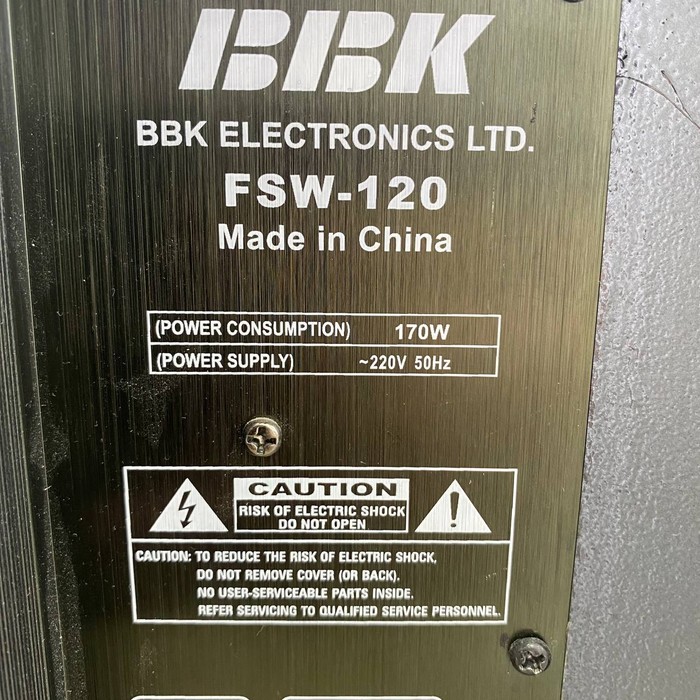 BBK
BBK ELECTRONICS LTD.
FSW-120
Made in China
(POWER CONSUMPTION) 170W
(POWER SUPPLY) ~220V 50Hz
CAUTION
RISK OF ELECTRIC SHOCK
DO NOT OPEN
CAUTION: TO REDUCE THE RISK OF ELECTRIC SHOCK,
DO NOT REMOVE COVER (OR BACK).
NO USER-SERVICEABLE PARTS INSIDE.
REFER SERVICING TO QUALIFIED SERVICE PERSONNEL.